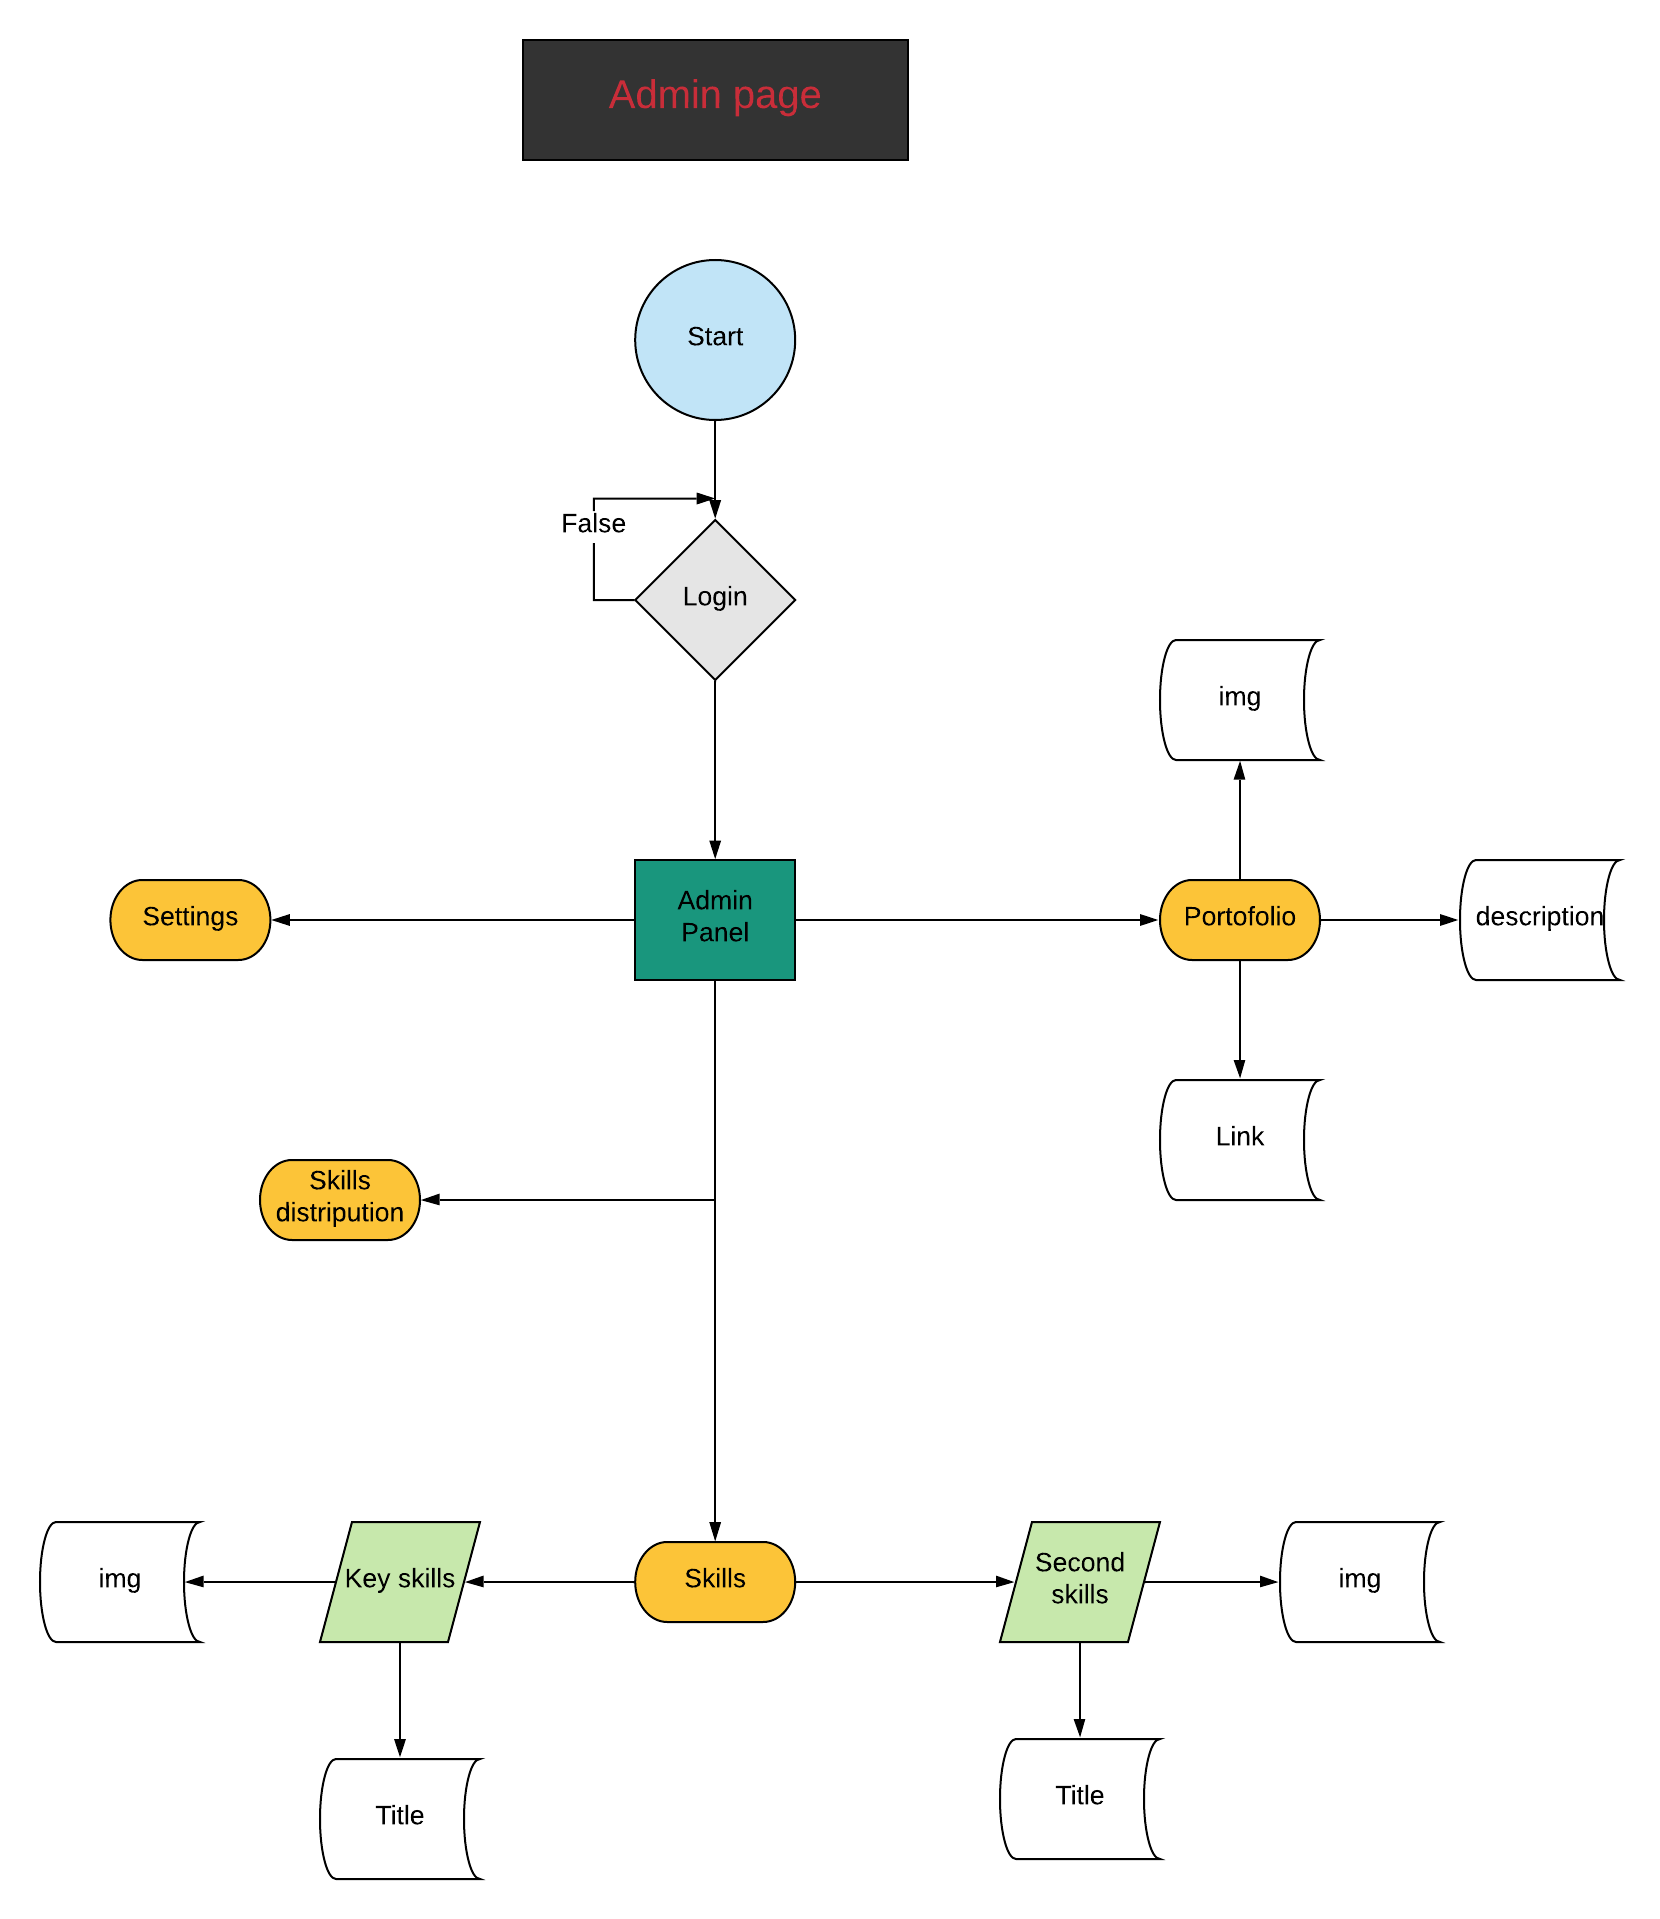 Admin page
Start
False
Login
img
Settings
Admin
Panel
Portofolio
description
Link
Skills
distripution
img
Key skills
Skills
Second
skills
img
Title
Title